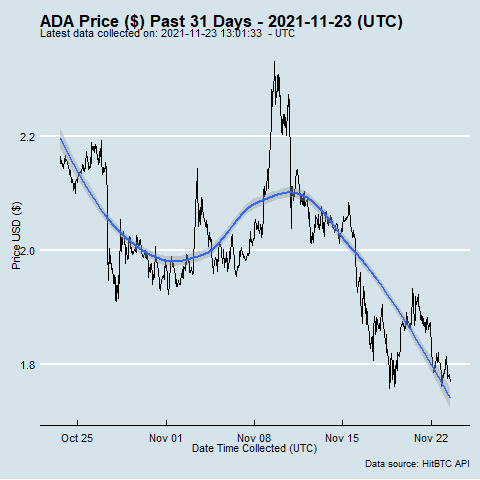 ADA Price ($) Past 31 Days - 2021-11-23 (UTC)
Latest data collected on: 2021-11-23 13:01:33  - UTC
Price USD ($)
2.2
2.0
1.8
Oct 25 Nov 01 Nov 08 Nov 15 Nov 22
Date Time Collected (UTC)
Data source: HitBTC API